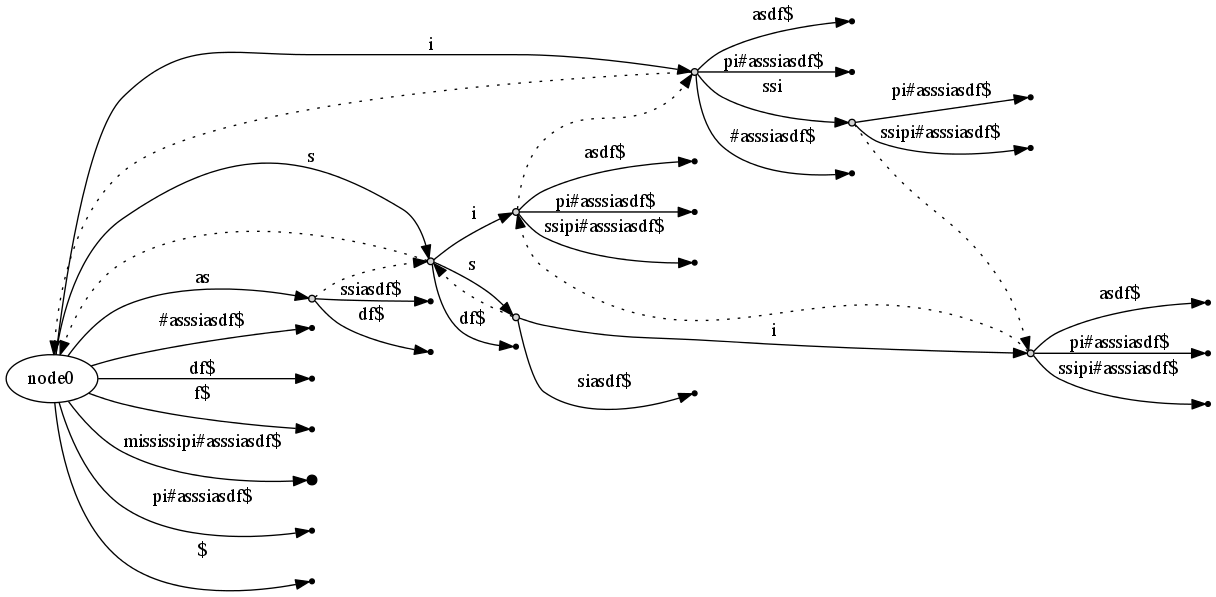 asdf$
i
pi#asssiasdf$
ssi
pi#asssiasdf$
#asssiasdf$
ssipi#asssiasdf$
s
asdf$
pi#asssiasdf$
i
ssipi#asssiasdf$
s
as
ssiasdf$
asdf$
#asssiasdf$
df$
df$
i
pi#asssiasdf$
node0
df$
ssipi#asssiasdf$
siasdf$
f$
mississipi#asssiasdf$
pi#asssiasdf$
$